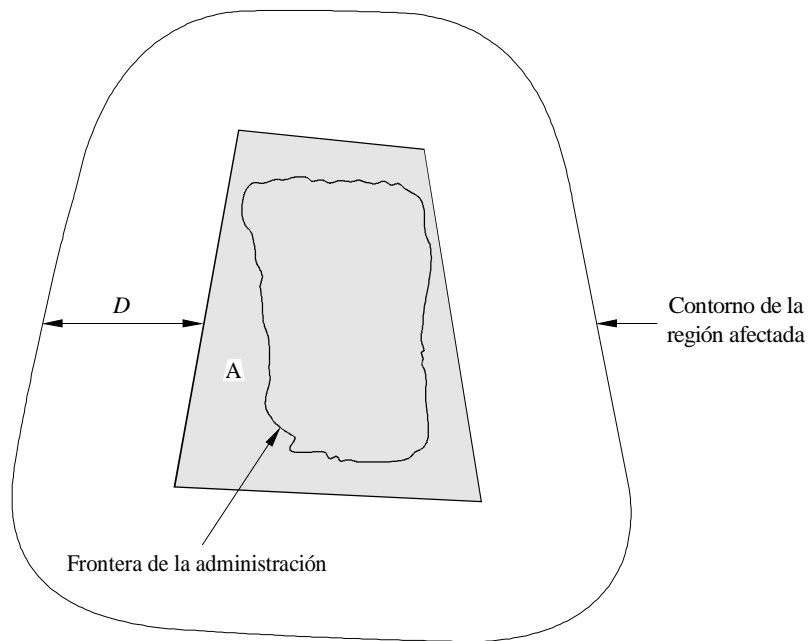 D
Contorno de la
región afectada
A
Frontera de la administración